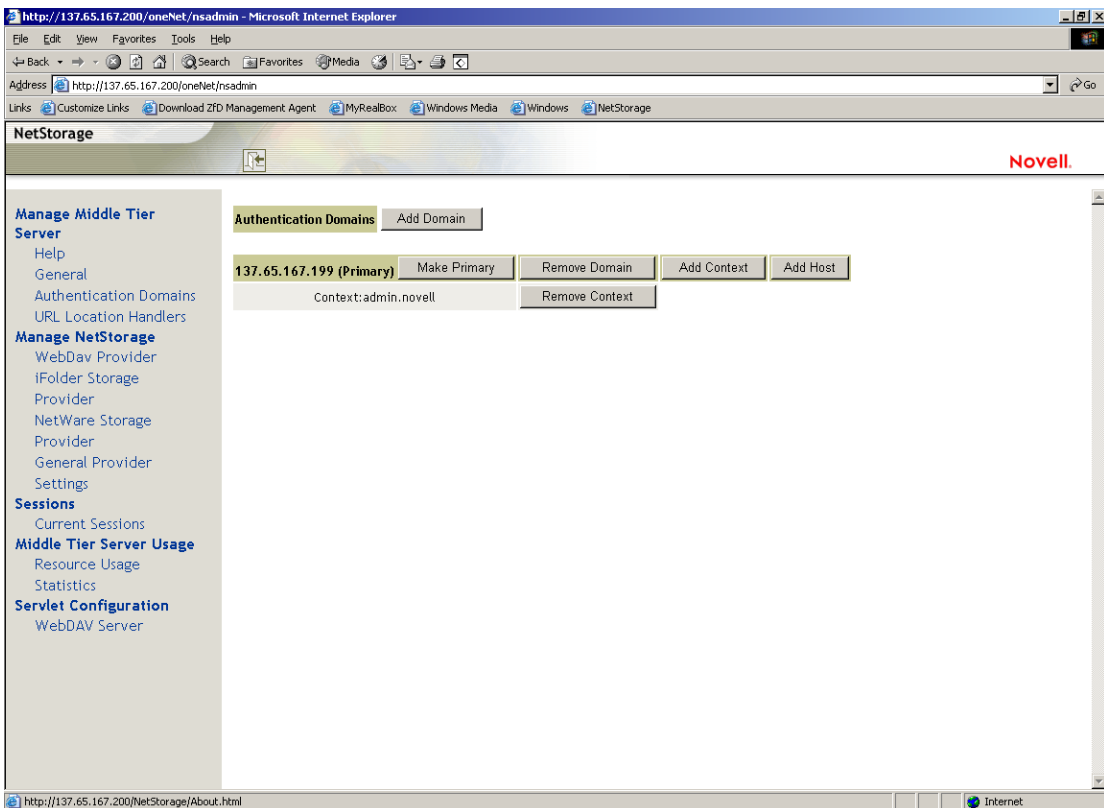 http://137.65.167.200/oneNet/nsadmin - Microsoft Internet Explorer
File Edit View Favorites Tools Help
Back Search Favorites Media
Address http://137.65.167.200/oneNet/nsadmin Go
Links Customize Links Download ZfD Management Agent MyRealBox Windows Media Windows NetStorage
NetStorage
Novell.
Manage Middle Tier
Server
Help
General
Authentication Domains
URL Location Handlers
Manage NetStorage
WebDav Provider
iFolder Storage
Provider
NetWare Storage
Provider
General Provider
Settings
Sessions
Current Sessions
Middle Tier Server Usage
Resource Usage
Statistics
Servlet Configuration
WebDAV Server
Authentication Domains Add Domain
137.65.167.199 (Primary) Make Primary Remove Domain Add Context Add Host
Context:admin.novell Remove Context
http://137.65.167.200/NetStorage/About.html Internet